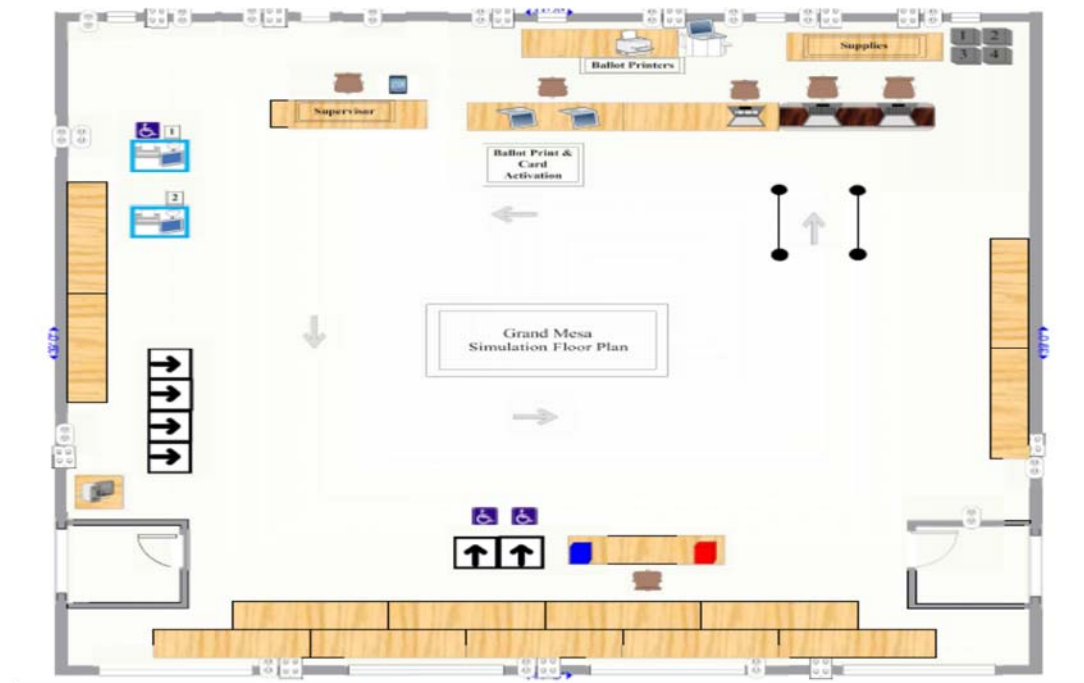 Supplies
1 2
3 4
Ballot Printers
Supervisor
Ballot Print &
Card
Activation
1
2
Grand Mesa
Simulation Floor Plan